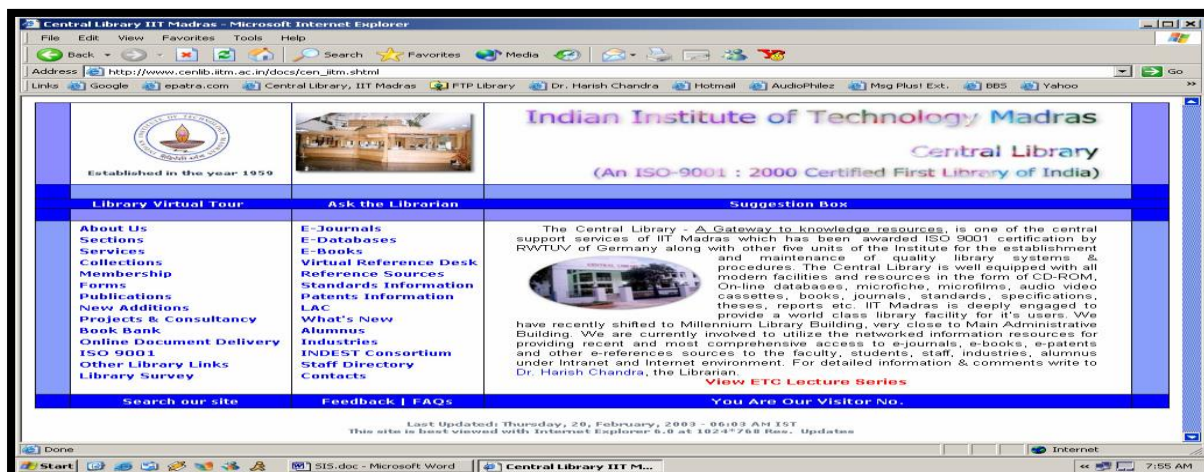 Central Library IIT Madras - Microsoft Internet Explorer
File Edit View Favorites Tools Help
Back Search Favorites Media
Address http://www.cenlib.iitm.ac.in/docs/cen_iitm.shtml Go
Links Google epatra.com Central Library, IIT Madras FTP Library Dr. Harish Chandra Hotmail AudioPhilez Msg Plus! Ext. BBS Yahoo
Indian Institute of Technology Madras
Central Library
(An ISO-9001 : 2000 Certified First Library of India)
Established in the year 1959
Library Virtual Tour Ask the Librarian Suggestion Box
About Us
Sections
Services
Collections
Membership
Forms
Publications
New Additions
Projects & Consultancy
Book Bank
Online Document Delivery
ISO 9001
Other Library Links
Library Survey
E-Journals
E-Databases
E-Books
Virtual Reference Desk
Reference Sources
Standards Information
Patents Information
LAC
What's New
Alumnus
Industries
INDEST Consortium
Staff Directory
Contacts
The Central Library - A Gateway to knowledge resources, is one of the central
support services of IIT Madras which has been awarded ISO 9001 certification by
RWTUV of Germany along with other five units of the Institute for the establishment
and maintenance of quality library systems &
procedures. The Central Library is well equipped with all
modern facilities and resources in the form of CD-ROM,
On-line databases, microfiche, microfilms, audio video
cassettes, books, journals, standards, specifications,
theses, reports etc. IIT Madras is deeply engaged to
provide a world class library facility for it's users. We
have recently shifted to Millennium Library Building, very close to Main Administrative
Building. We are currently involved to utilize the networked information resources for
providing recent and most comprehensive access to e-journals, e-books, e-patents
and other e-references sources to the faculty, students, staff, industries, alumnus
under Intranet and Internet environment. For detailed information & comments write to
Dr. Harish Chandra, the Librarian.
View ETC Lecture Series
Search our site Feedback | FAQs You Are Our Visitor No.
Last Updated: Thursday, 20, February, 2003 - 06:03 AM IST
This site is best viewed with Internet Explorer 6.0 at 1024*768 Res. Updates
Done Internet
Start SIS.doc - Microsoft Word Central Library IIT M... 7:55 AM